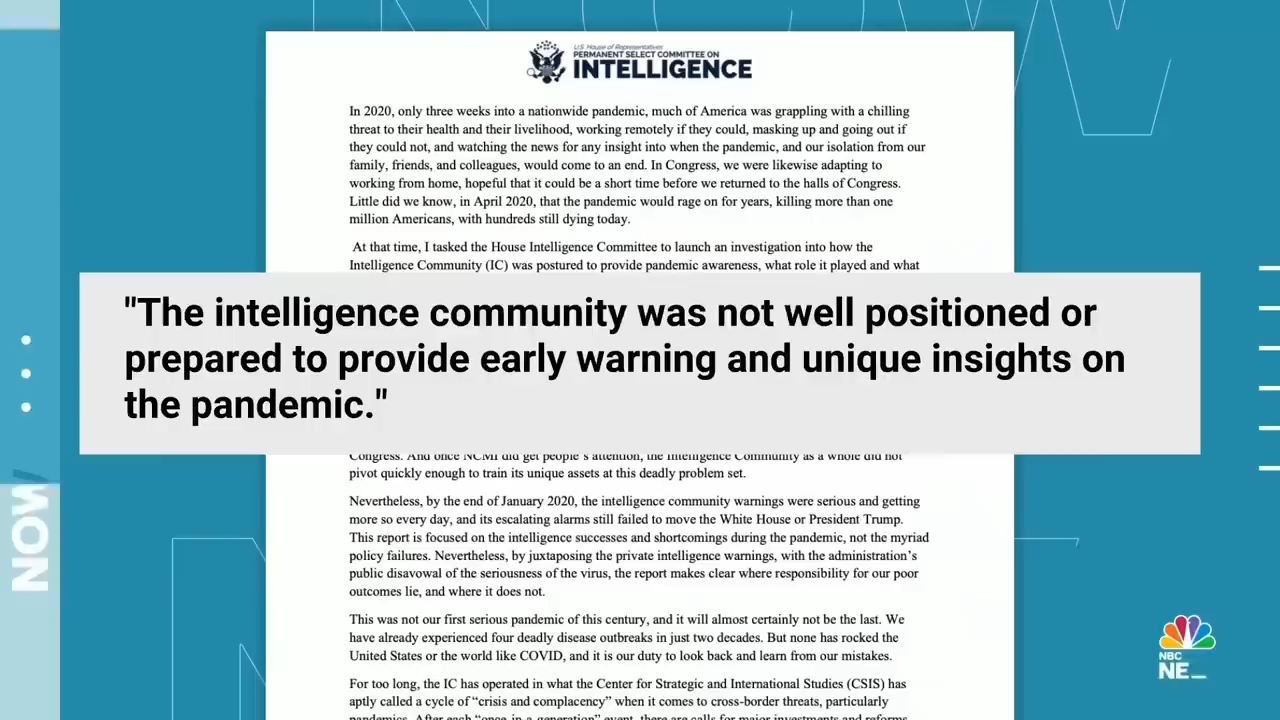 U.S. House of Representatives
PERMANENT SELECT COMMITTEE ON
INTELLIGENCE
In 2020, only three weeks into a nationwide pandemic, much of America was grappling with a chilling
threat to their health and their livelihood, working remotely if they could, masking up and going out if
they could not, and watching the news for any insight into when the pandemic, and our isolation from our
family, friends, and colleagues, would come to an end. In Congress, we were likewise adapting to
working from home, hopeful that it could be a short time before we returned to the halls of Congress.
Little did we know, in April 2020, that the pandemic would rage on for years, killing more than one
million Americans, with hundreds still dying today.
At that time, I tasked the House Intelligence Committee to launch an investigation into how the
Intelligence Community (IC) was postured to provide pandemic awareness, what role it played and what
"The intelligence community was not well positioned or
prepared to provide early warning and unique insights on
the pandemic."
Congress. And once NCMI did get people's attention, the Intelligence Community as a whole did not
pivot quickly enough to train its unique assets at this deadly problem set.
Nevertheless, by the end of January 2020, the intelligence community warnings were serious and getting
more so every day, and its escalating alarms still failed to move the White House or President Trump.
This report is focused on the intelligence successes and shortcomings during the pandemic, not the myriad
policy failures. Nevertheless, by juxtaposing the private intelligence warnings, with the administration's
public disavowal of the seriousness of the virus, the report makes clear where responsibility for our poor
outcomes lie, and where it does not.
This was not our first serious pandemic of this century, and it will almost certainly not be the last. We
have already experienced four deadly disease outbreaks in just two decades. But none has rocked the
United States or the world like COVID, and it is our duty to look back and learn from our mistakes.
For too long, the IC has operated in what the Center for Strategic and International Studies (CSIS) has
aptly called a cycle of "crisis and complacency" when it comes to cross-border threats, particularly
pandemics. After each "once-in-a-generation" event, there are calls for major investments and reforms
NOW
NBC
NE_